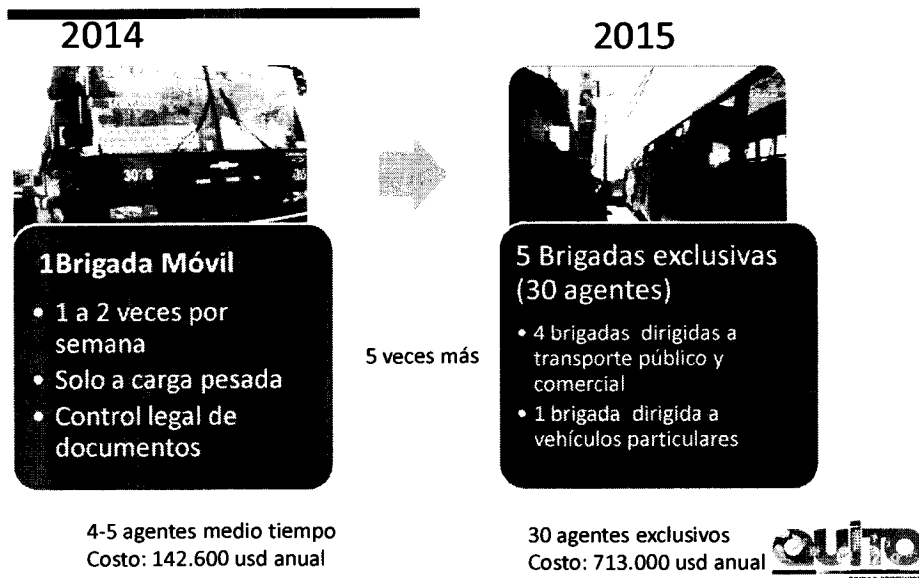 2014
2015
1Brigada Móvil
• 1 a 2 veces por
semana
• Solo a carga pesada
• Control legal de
documentos
5 veces más
5 Brigadas exclusivas
(30 agentes)
• 4 brigadas dirigidas a
transporte público y
comercial
• 1 brigada dirigida a
vehículos particulares
4-5 agentes medio tiempo
Costo: 142.600 usd anual
30 agentes exclusivos
Costo: 713.000 usd anual
QUITO